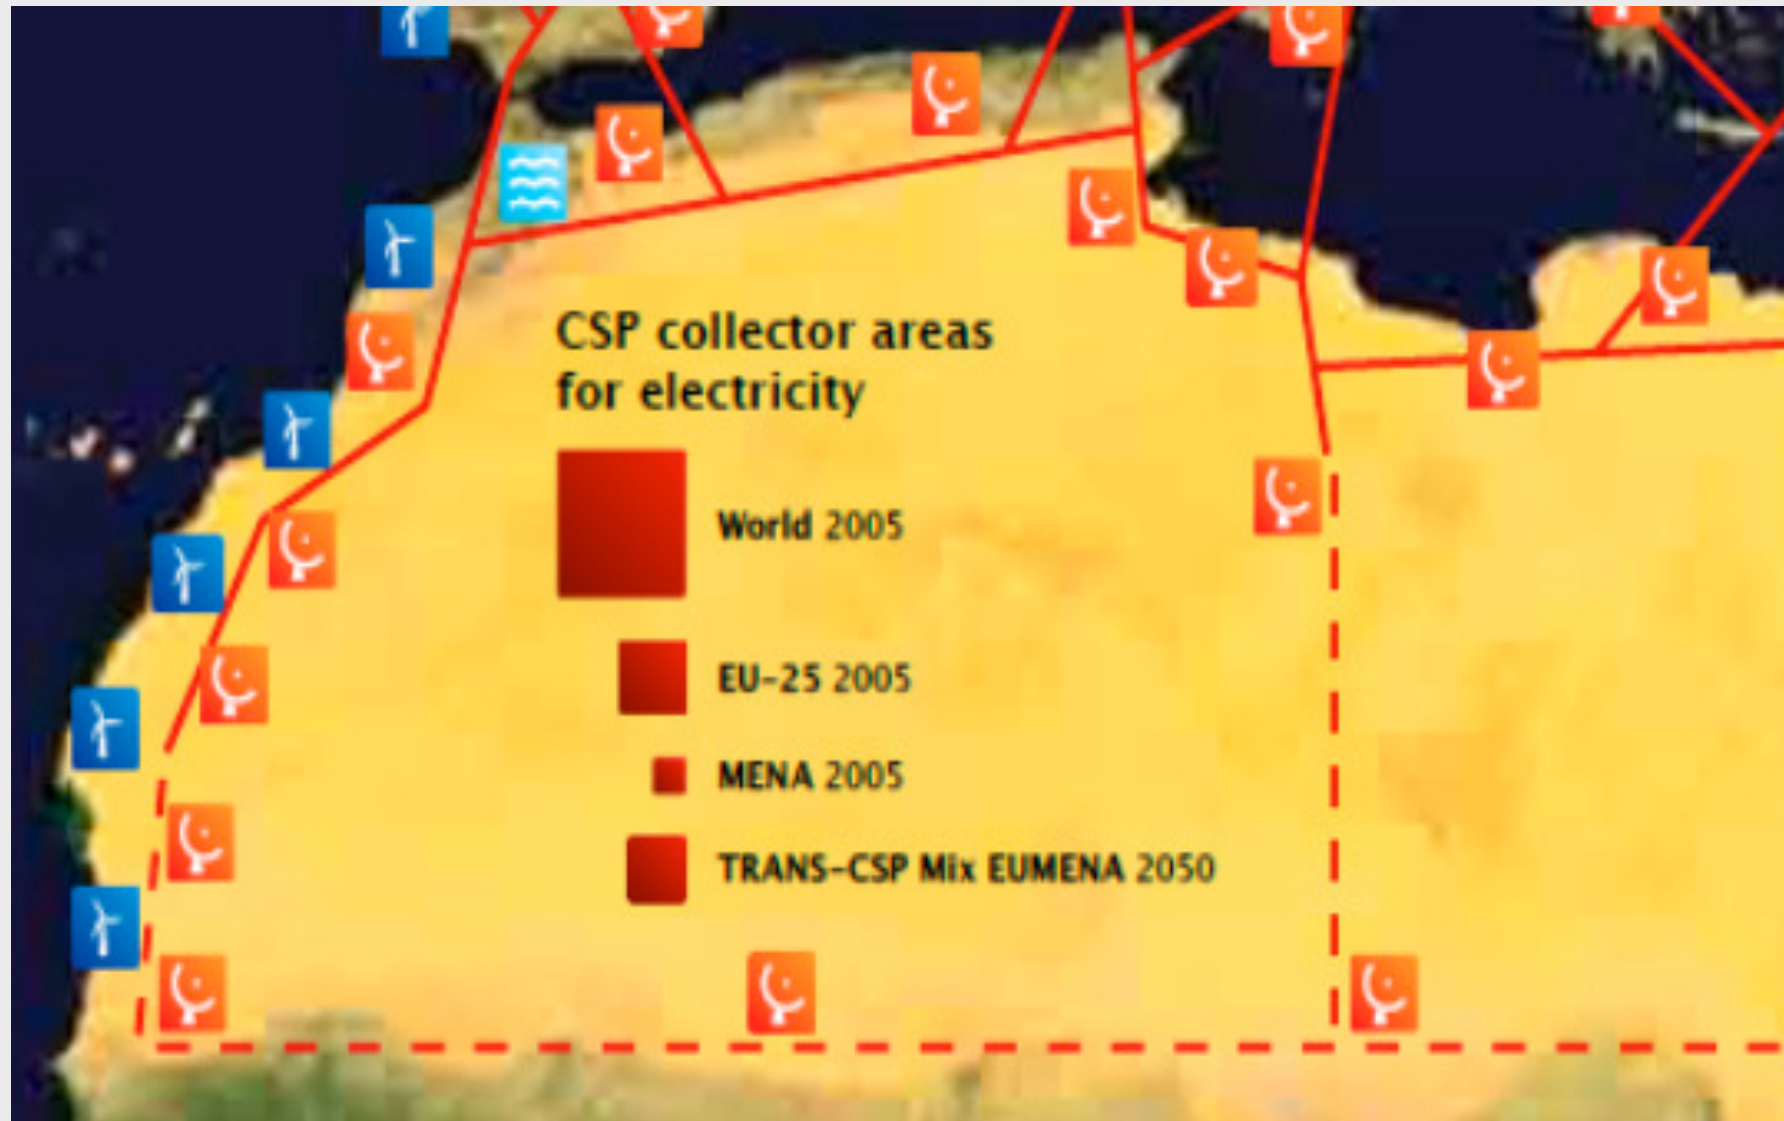 CSP collector areas
for electricity
World 2005
EU-25 2005
MENA 2005
TRANS-CSP Mix EUMENA 2050